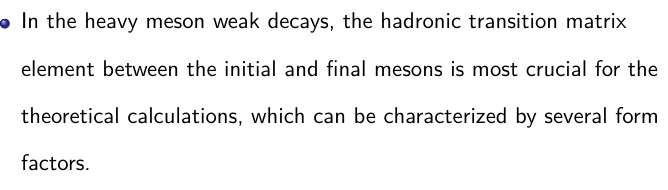 In the heavy meson weak decays, the hadronic transition matrix
element between the initial and final mesons is most crucial for the
theoretical calculations, which can be characterized by several form
factors.